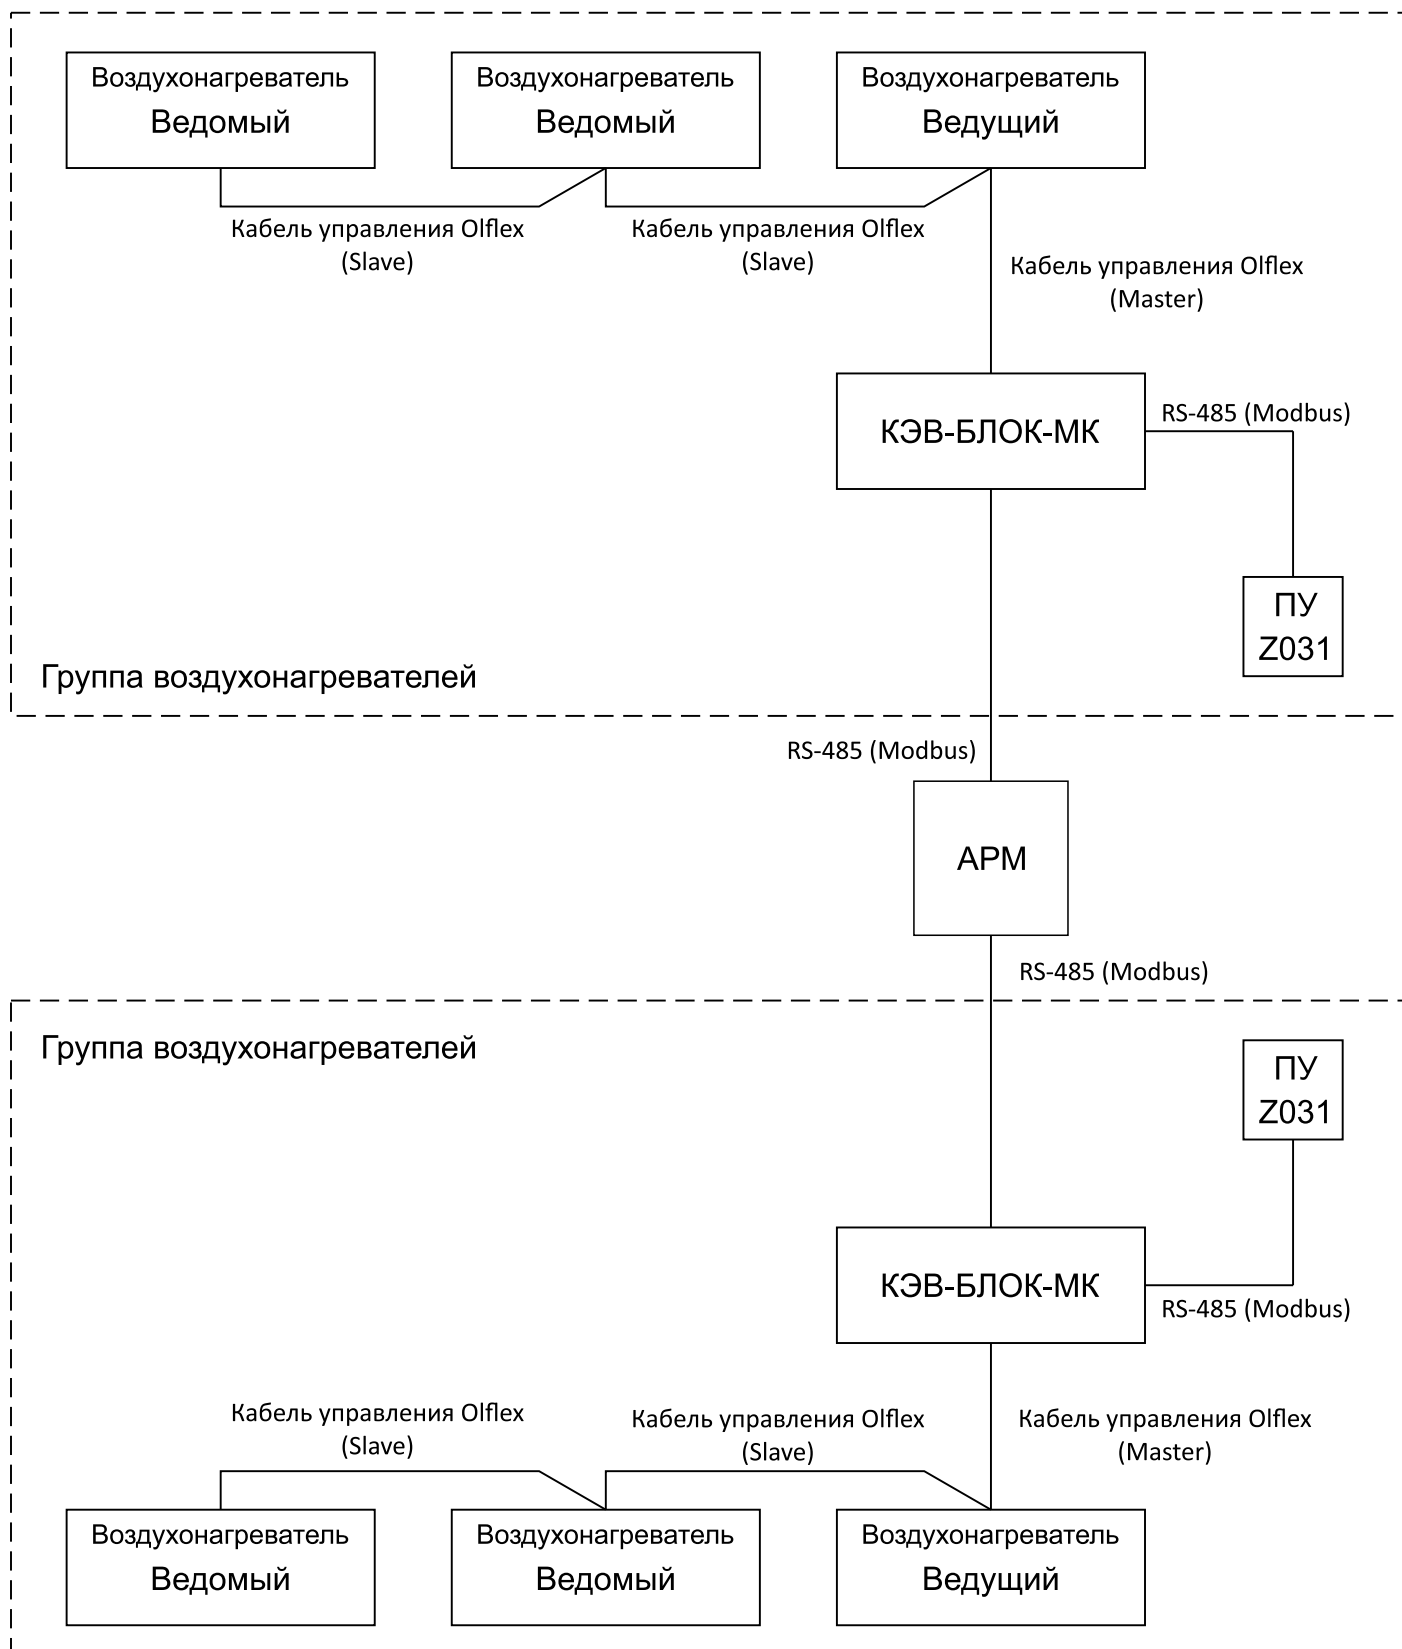 Воздухонагреватель
Ведомый
Воздухонагреватель
Ведомый
Воздухонагреватель
Ведущий
Кабель управления Olflex
(Slave)
Кабель управления Olflex
(Slave)
Кабель управления Olflex
(Master)
КЭВ-БЛОК-МК
RS-485 (Modbus)
ПУ
Z031
Группа воздухонагревателей
RS-485 (Modbus)
АРМ
RS-485 (Modbus)
Группа воздухонагревателей
ПУ
Z031
КЭВ-БЛОК-МК
RS-485 (Modbus)
Кабель управления Olflex
(Slave)
Кабель управления Olflex
(Slave)
Кабель управления Olflex
(Master)
Воздухонагреватель
Ведомый
Воздухонагреватель
Ведомый
Воздухонагреватель
Ведущий